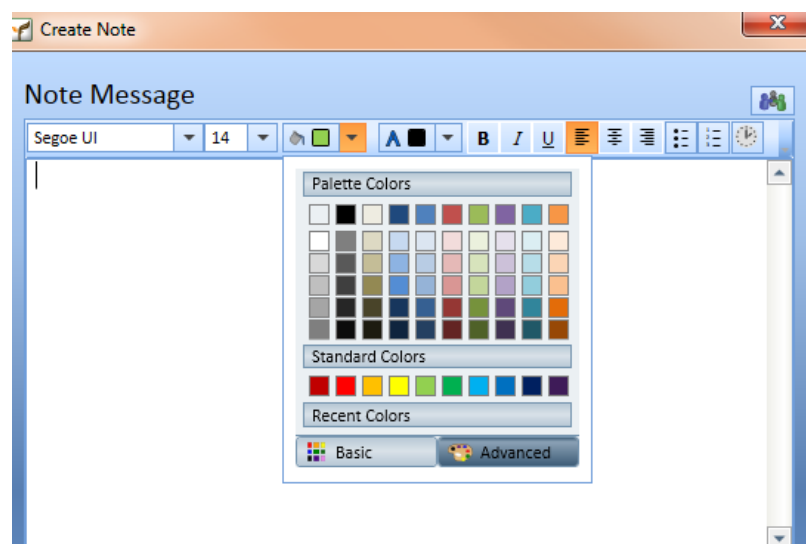 Create Note
X
Note Message
Segoe UI 14 A B I U
Palette Colors
Standard Colors
Recent Colors
Basic Advanced